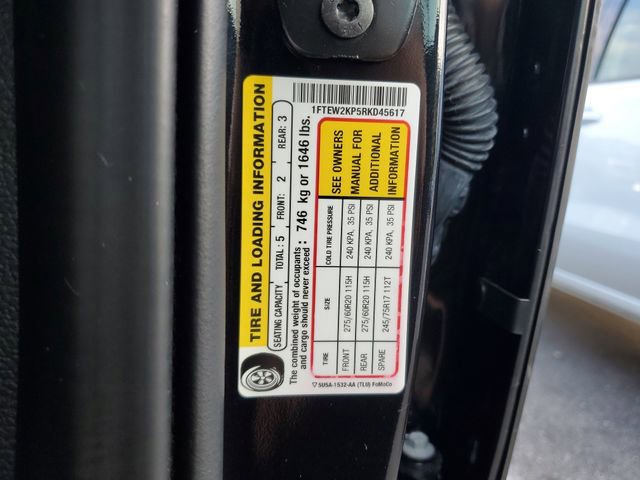 TIRE AND LOADING INFORMATION
SEATING CAPACITY TOTAL: 5 FRONT: 2 REAR: 3
The combined weight of occupants and cargo should never exceed: 746 kg or 1646 lbs.
1FTEW2KP5RKD45617
TIRE SIZE COLD TIRE PRESSURE SEE OWNERS
FRONT 275/60R20 115H 240 KPA, 35 PSI MANUAL FOR
REAR 275/60R20 115H 240 KPA, 35 PSI ADDITIONAL
SPARE 245/75R17 112T 240 KPA, 35 PSI INFORMATION
5U5A-1532-AA (TLU) FoMoCo